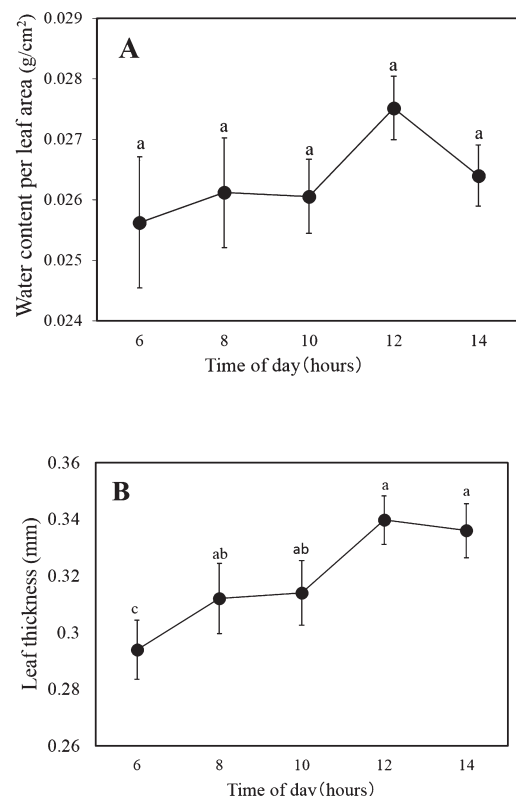 0.029
A
a
a
a
a
a
0.028
0.027
0.026
0.025
0.024
Water content per leaf area (g/cm²)
6 8 10 12 14
Time of day(hours)
0.36
B
a
a
ab
ab
c
0.34
0.32
0.3
0.28
0.26
Leaf thickness (mm)
6 8 10 12 14
Time of day(hours)